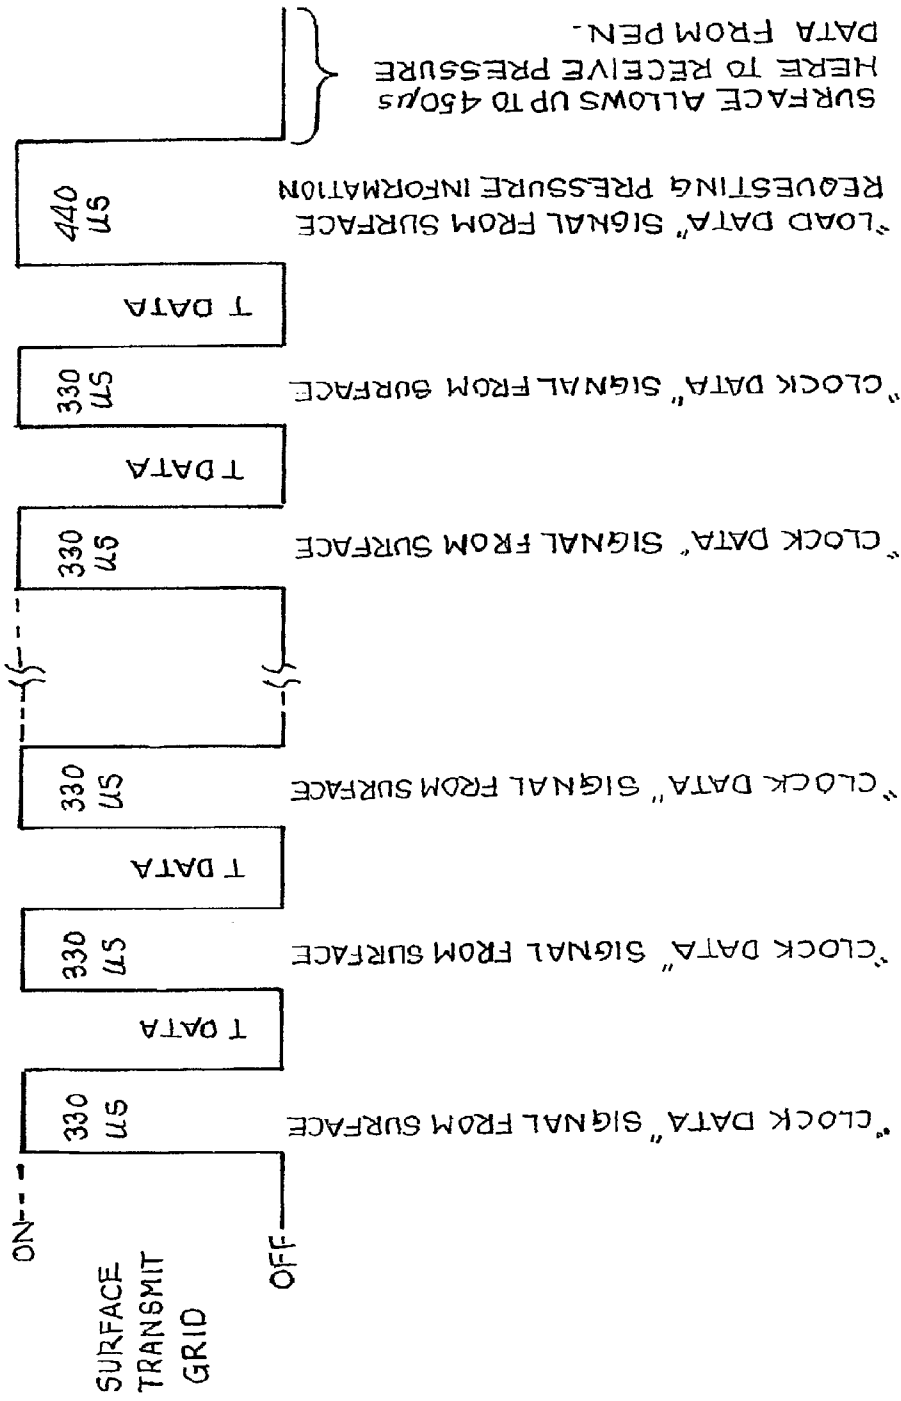 SURFACE
TRANSMIT
GRID
ON
OFF
330
US
T DATA
330
US
T DATA
330
US
330
US
T DATA
330
US
T DATA
440
US
"CLOCK DATA" SIGNAL FROM SURFACE
"CLOCK DATA" SIGNAL FROM SURFACE
"CLOCK DATA" SIGNAL FROM SURFACE
"CLOCK DATA" SIGNAL FROM SURFACE
"CLOCK DATA" SIGNAL FROM SURFACE
"LOAD DATA" SIGNAL FROM SURFACE
REQUESTING PRESSURE INFORMATION
SURFACE ALLOWS UP TO 450µs
HERE TO RECEIVE PRESSURE
DATA FROM PEN.